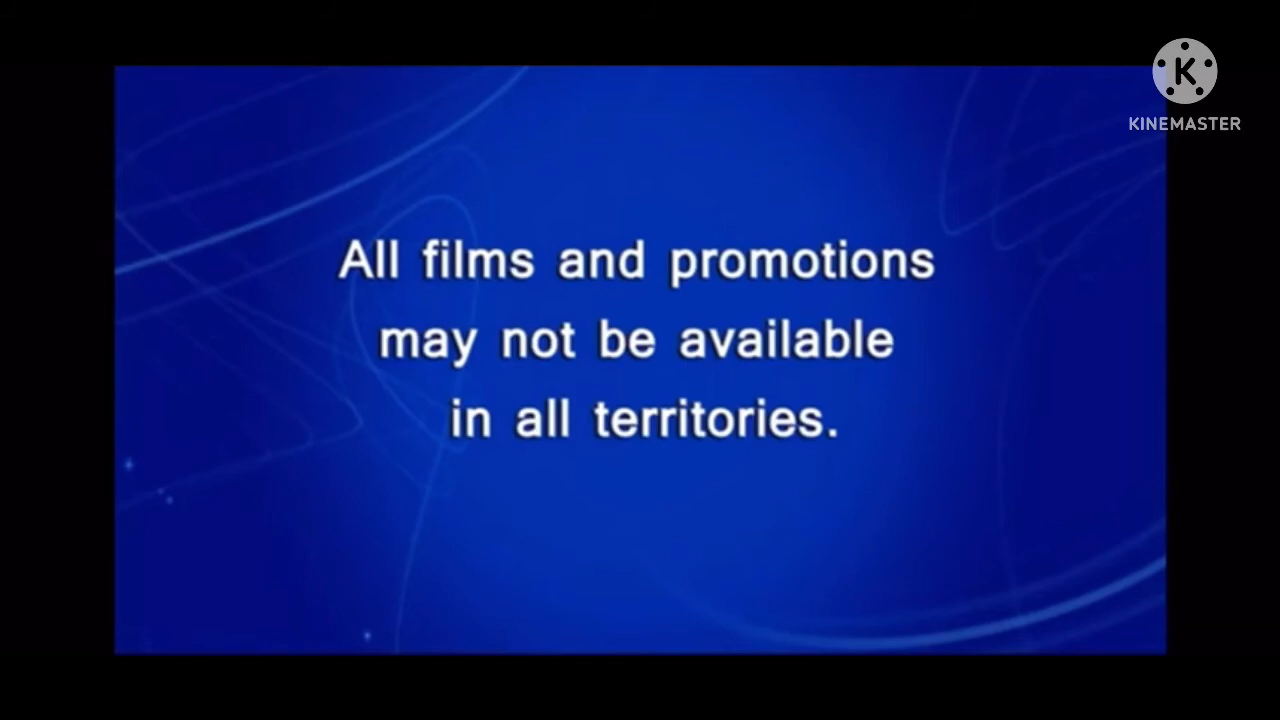 K
KINEMASTER
All films and promotions
may not be available
in all territories.